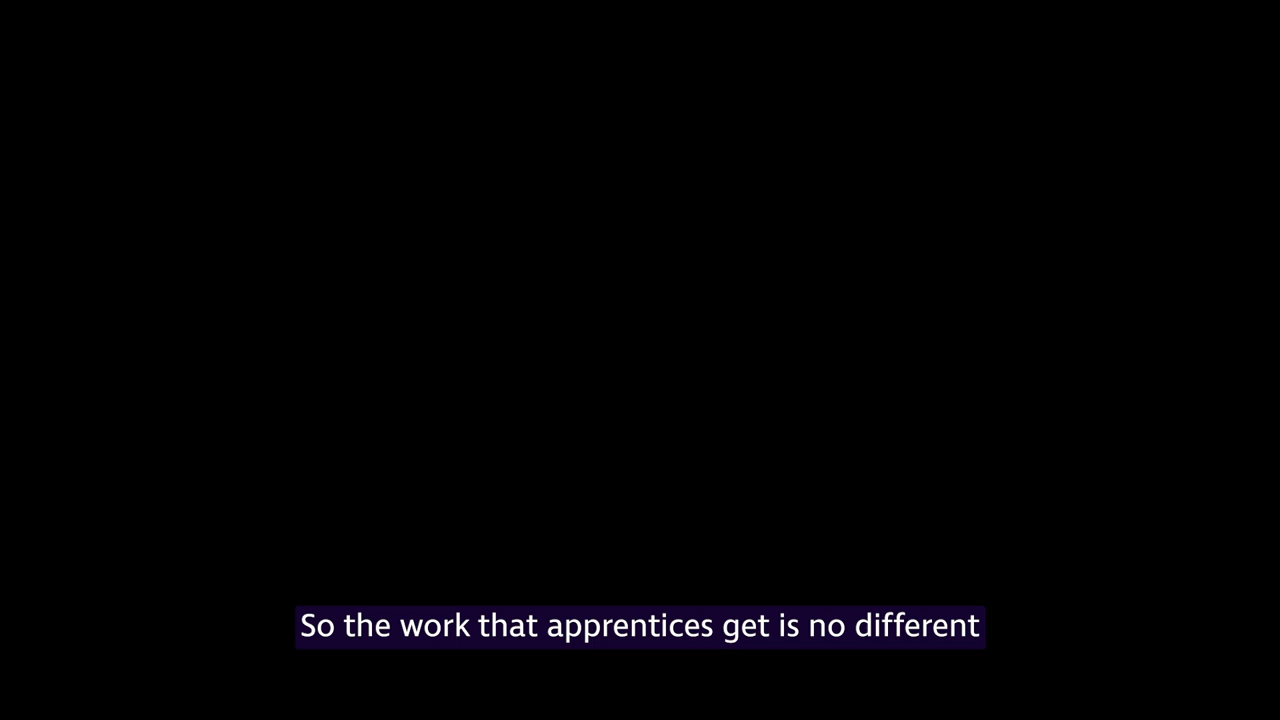 So the work that apprentices get is no different